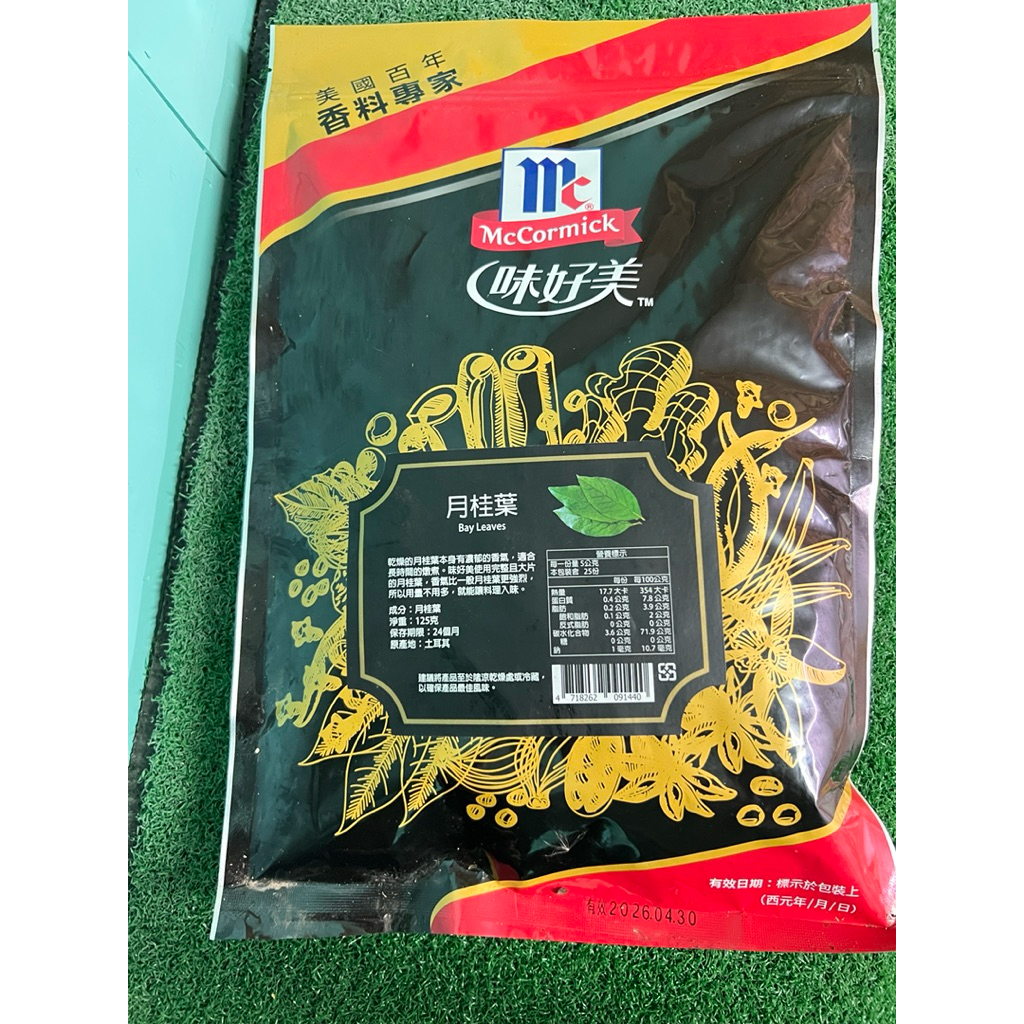 美國百年
香料專家
Mc®
McCormick
味好美™
月桂葉
Bay Leaves
乾燥的月桂葉本身有濃郁的香氣，適合
長時間的燉煮。味好美使用完整且大片
的月桂葉，香氣比一般月桂葉更強烈，
所以用量不用多，就能讓料理入味。
成分：月桂葉
淨重：125克
保存期限：24個月
原產地：土耳其
建議將產品至於陰涼乾燥處或冷藏，
以確保產品最佳風味。
營養標示
每一份量 5公克
本包裝含 25份
每份 每100公克
熱量 17.7 大卡 354 大卡
蛋白質 0.4 公克 7.8 公克
脂肪 0.2 公克 3.9 公克
飽和脂肪 0.1 公克 2 公克
反式脂肪 0 公克 0 公克
碳水化合物 3.6 公克 71.9 公克
糖 0 公克 0 公克
鈉 1 毫克 10.7 毫克
4 718262 091440
有效日期：標示於包裝上
(西元年/月/日)
有效2026.04.30